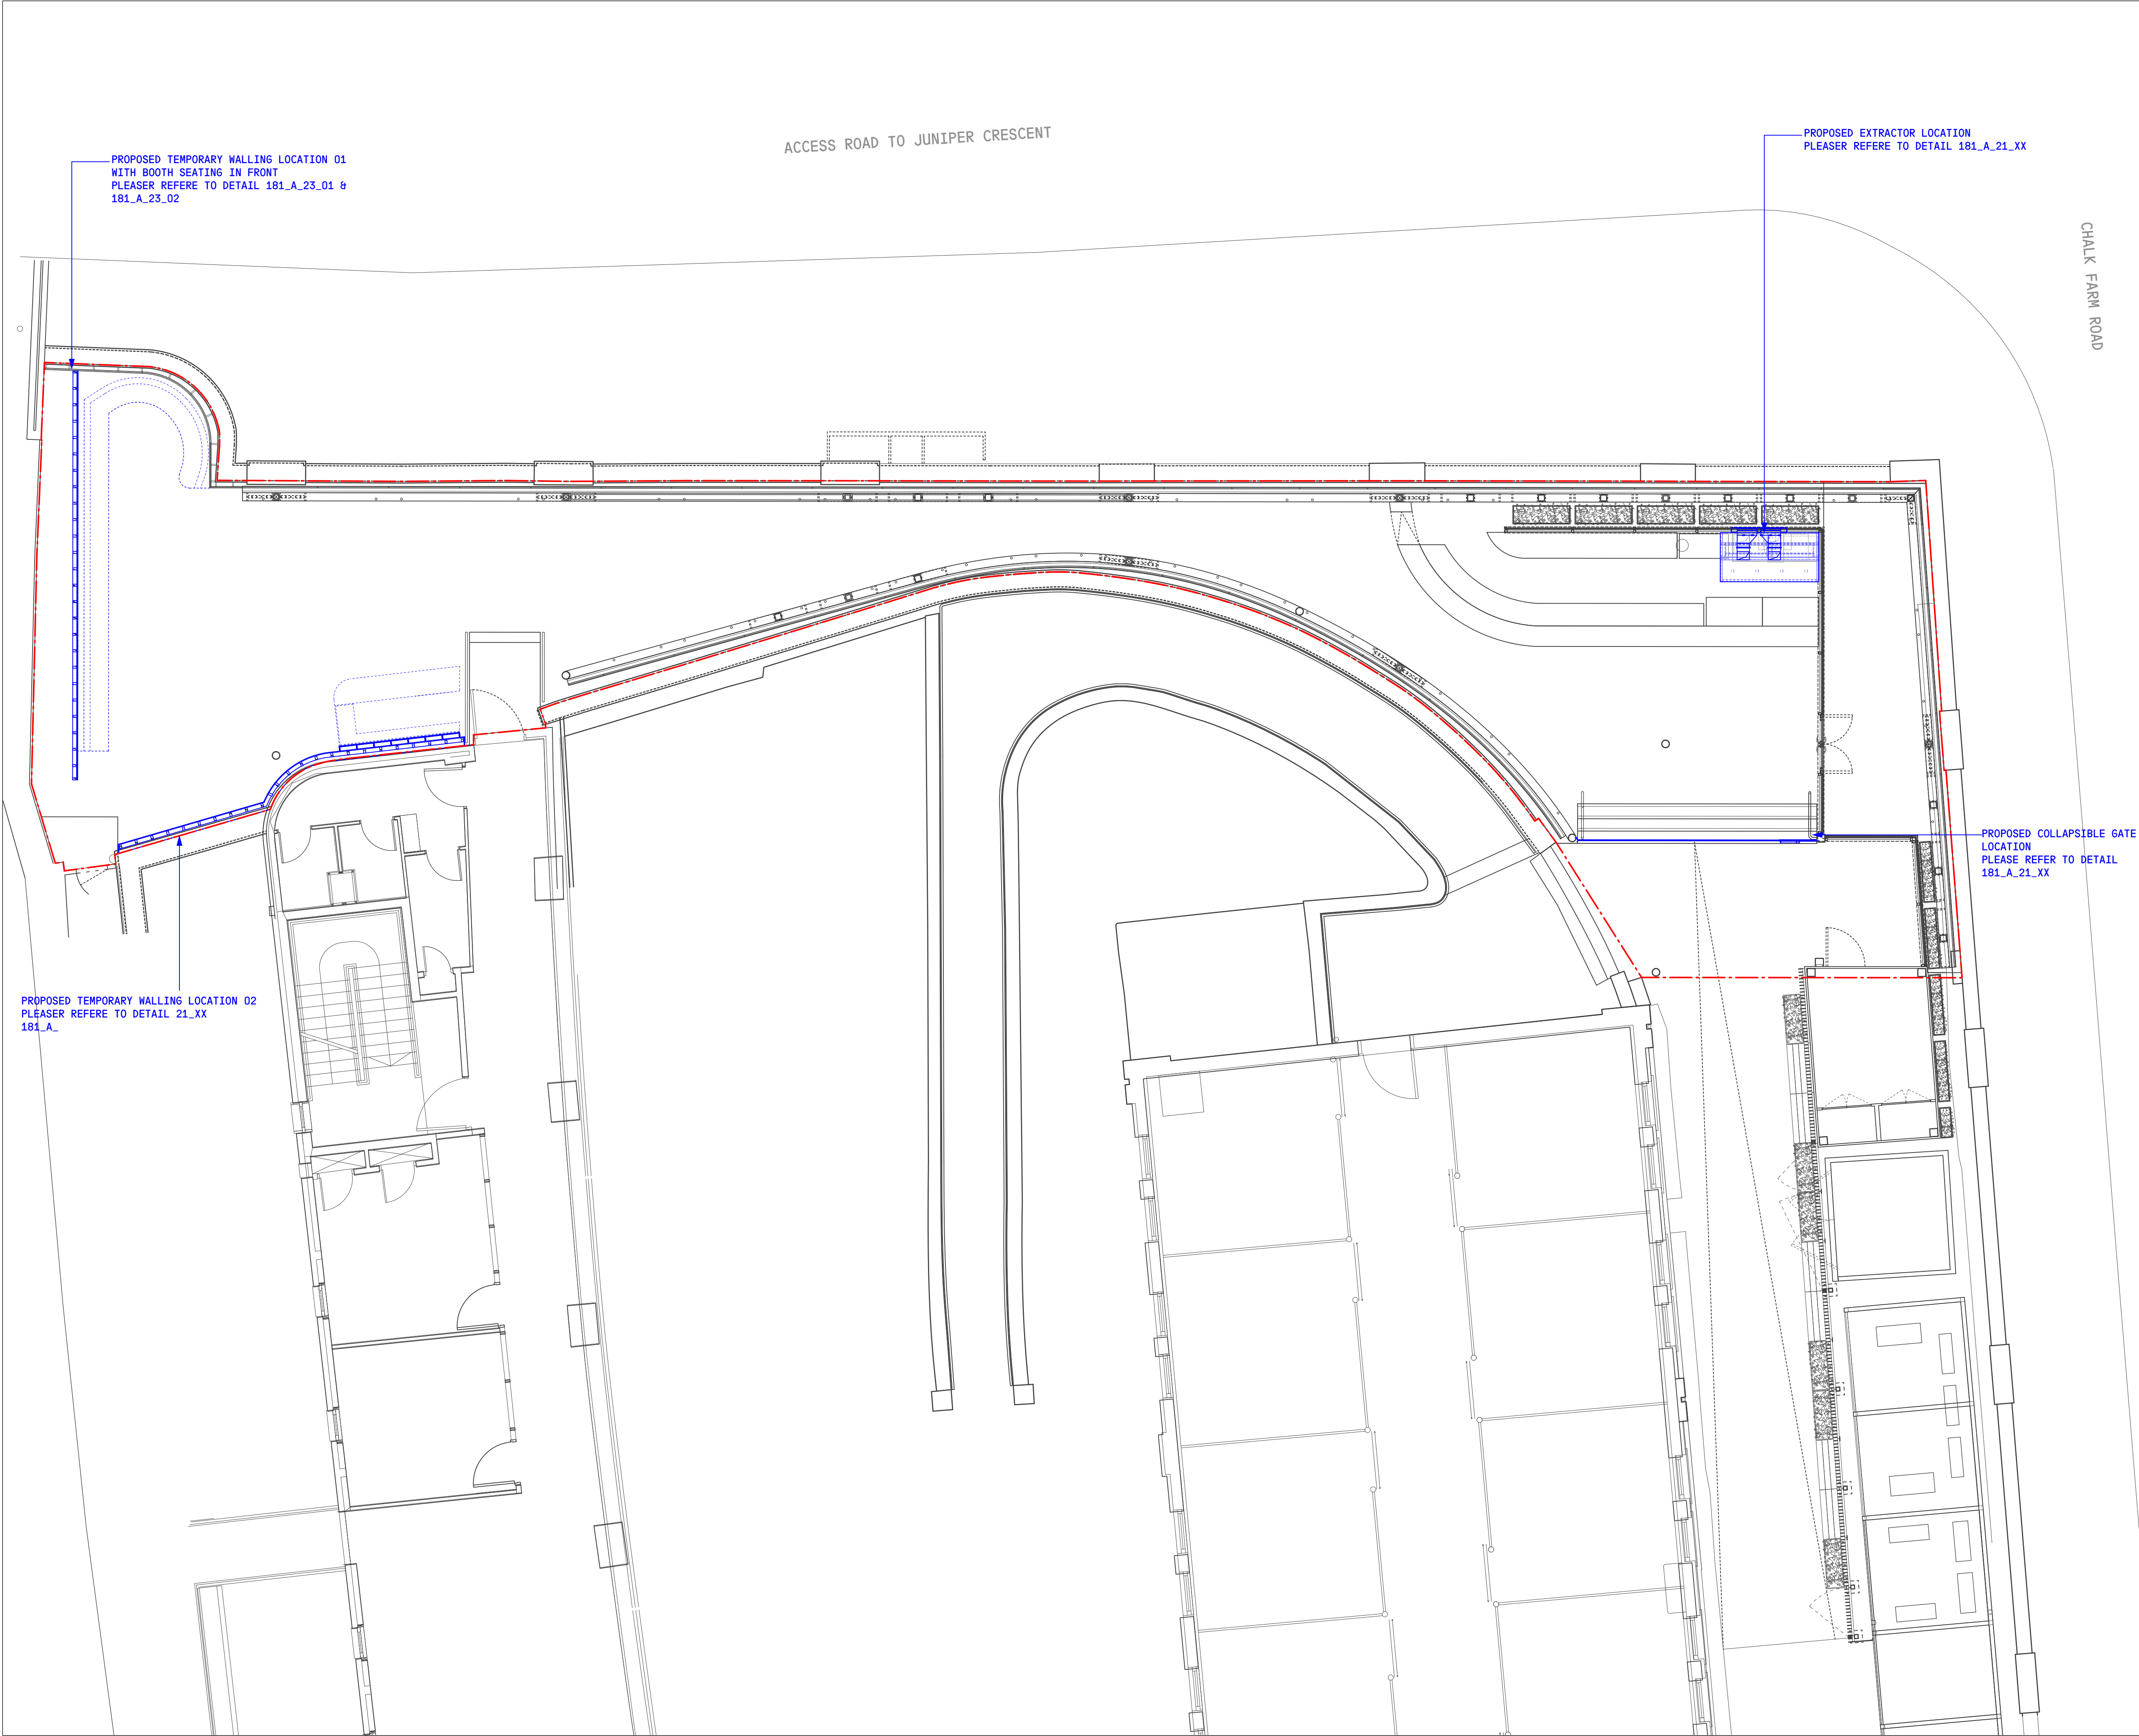 ACCESS ROAD TO JUNIPER CRESCENT
PROPOSED EXTRACTOR LOCATION
PLEASER REFERE TO DETAIL 181_A_21_XX
PROPOSED TEMPORARY WALLING LOCATION 01
WITH BOOTH SEATING IN FRONT
PLEASER REFERE TO DETAIL 181_A_23_01 &
181_A_23_02
CHALK FARM ROAD
PROPOSED COLLAPSIBLE GATE
LOCATION
PLEASE REFER TO DETAIL
181_A_21_XX
PROPOSED TEMPORARY WALLING LOCATION 02
PLEASER REFERE TO DETAIL 21_XX
181_A_